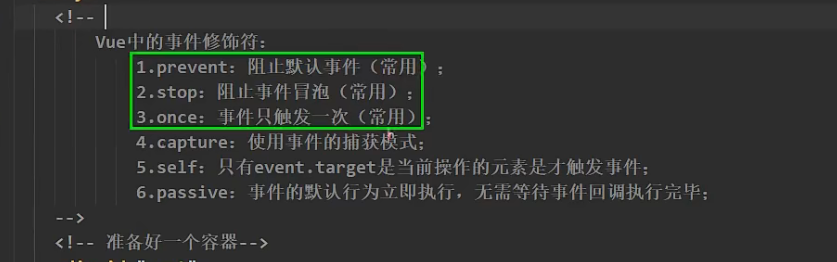 <!--
Vue中的事件修饰符：
1.prevent：阻止默认事件（常用）；
2.stop：阻止事件冒泡（常用）；
3.once：事件只触发一次（常用）；
4.capture：使用事件的捕获模式；
5.self：只有event.target是当前操作的元素是才触发事件；
6.passive：事件的默认行为立即执行，无需等待事件回调执行完毕；
-->
<!-- 准备好一个容器-->